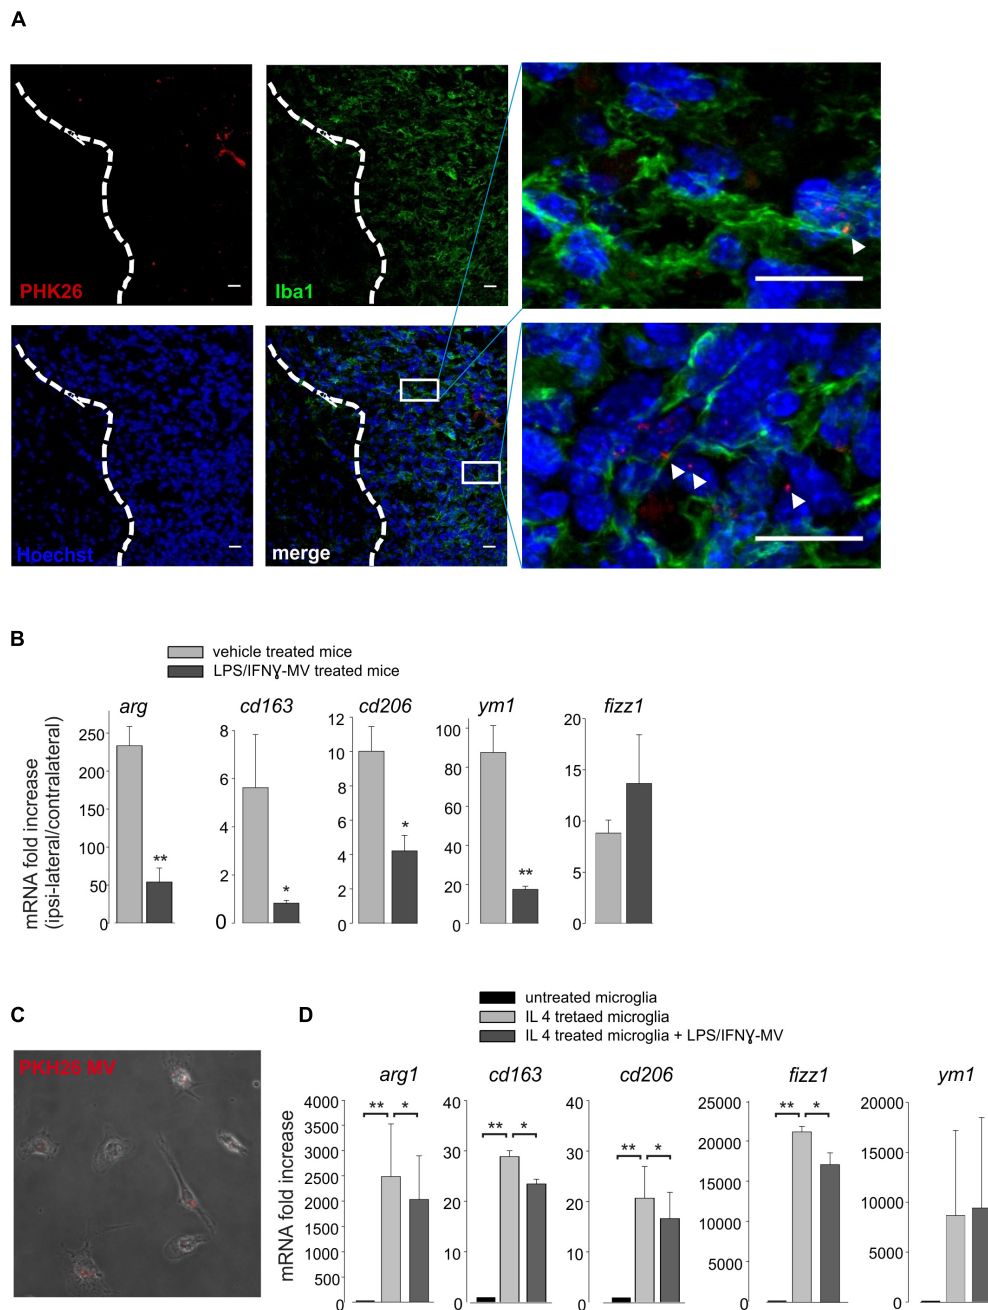 A
PHK26
Iba1
Hoechst
merge
B
vehicle treated mice
LPS/IFNɣ-MV treated mice
arg
cd163
cd206
ym1
fizz1
mRNA fold increase
(ipsi-lateral/contralateral)
250
200
150
100
50
0
**
8
6
4
2
0
*
12
10
8
6
4
2
0
*
100
80
60
40
20
0
**
20
15
10
5
0
C
PKH26 MV
D
untreated microglia
IL 4 tretaed microglia
IL 4 treated microglia + LPS/IFNɣ-MV
arg1
cd163
cd206
fizz1
ym1
mRNA fold increase
4000
3500
3000
2500
2000
1500
1000
500
0
** *
40
30
20
10
0
** *
40
30
20
10
0
** *
25000
20000
15000
10000
5000
0
** *
20000
15000
10000
5000
0